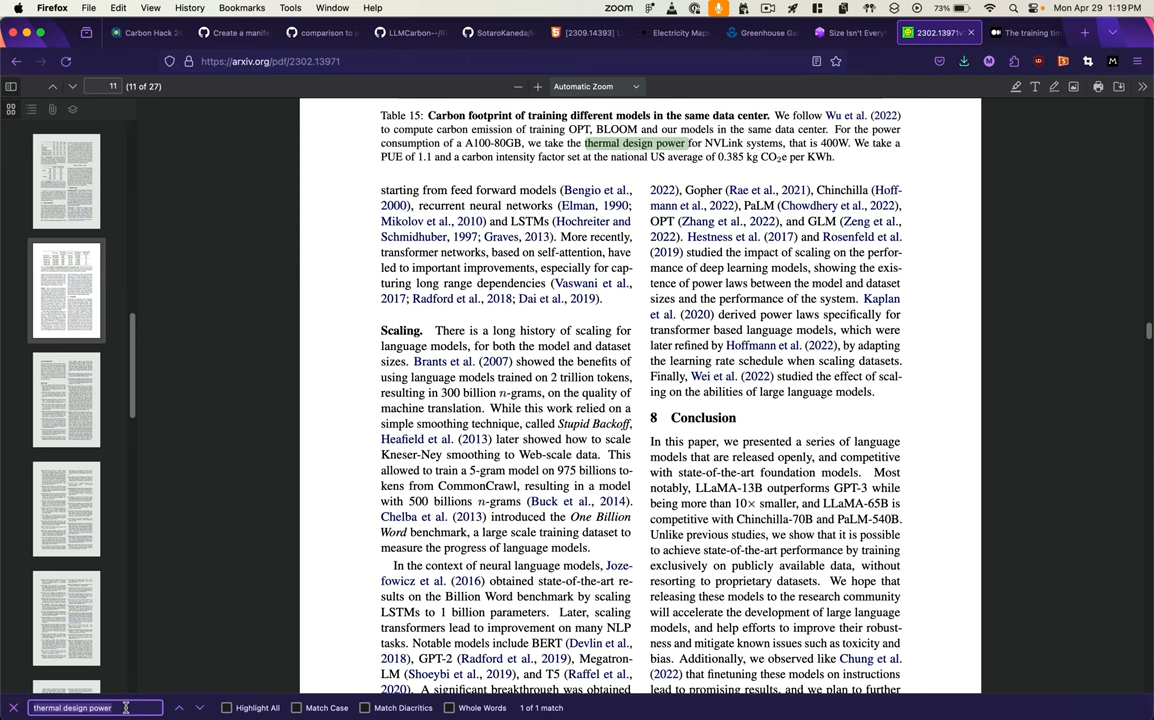 Firefox File Edit View History Bookmarks Tools Window Help zoom 73% Mon Apr 29 1:19 PM
Carbon Hack 24 Create a manife comparison to g LLMCarbon--/R SotaroKaneda/ [2309.14393] L Electricity Maps Greenhouse Ga Size Isn't Every 2302.13971v The training tim
https://arxiv.org/pdf/2302.13971
11 (11 of 27) Automatic Zoom
Table 15: Carbon footprint of training different models in the same data center. We follow Wu et al. (2022)
to compute carbon emission of training OPT, BLOOM and our models in the same data center. For the power
consumption of a A100-80GB, we take the thermal design power for NVLink systems, that is 400W. We take a
PUE of 1.1 and a carbon intensity factor set at the national US average of 0.385 kg CO₂e per KWh.
starting from feed forward models (Bengio et al.,
2000), recurrent neural networks (Elman, 1990;
Mikolov et al., 2010) and LSTMs (Hochreiter and
Schmidhuber, 1997; Graves, 2013). More recently,
transformer networks, based on self-attention, have
led to important improvements, especially for cap-
turing long range dependencies (Vaswani et al.,
2017; Radford et al., 2018; Dai et al., 2019).
Scaling. There is a long history of scaling for
language models, for both the model and dataset
sizes. Brants et al. (2007) showed the benefits of
using language models trained on 2 trillion tokens,
resulting in 300 billion n-grams, on the quality of
machine translation. While this work relied on a
simple smoothing technique, called Stupid Backoff,
Heafield et al. (2013) later showed how to scale
Kneser-Ney smoothing to Web-scale data. This
allowed to train a 5-gram model on 975 billions to-
kens from CommonCrawl, resulting in a model
with 500 billions n-grams (Buck et al., 2014).
Chelba et al. (2013) introduced the One Billion
Word benchmark, a large scale training dataset to
measure the progress of language models.
In the context of neural language models, Joze-
fowicz et al. (2016) obtained state-of-the-art re-
sults on the Billion Word benchmark by scaling
LSTMs to 1 billion parameters. Later, scaling
transformers lead to improvement on many NLP
tasks. Notable models include BERT (Devlin et al.,
2018), GPT-2 (Radford et al., 2019), Megatron-
LM (Shoeybi et al., 2019), and T5 (Raffel et al.,
2020). A significant breakthrough was obtained
2022), Gopher (Rae et al., 2021), Chinchilla (Hoff-
mann et al., 2022), PaLM (Chowdhery et al., 2022),
OPT (Zhang et al., 2022), and GLM (Zeng et al.,
2022). Hestness et al. (2017) and Rosenfeld et al.
(2019) studied the impact of scaling on the perfor-
mance of deep learning models, showing the exis-
tence of power laws between the model and dataset
sizes and the performance of the system. Kaplan
et al. (2020) derived power laws specifically for
transformer based language models, which were
later refined by Hoffmann et al. (2022), by adapting
the learning rate schedule when scaling datasets.
Finally, Wei et al. (2022) studied the effect of scal-
ing on the abilities of large language models.
8 Conclusion
In this paper, we presented a series of language
models that are released openly, and competitive
with state-of-the-art foundation models. Most
notably, LLaMA-13B outperforms GPT-3 while
being more than 10× smaller, and LLaMA-65B is
competitive with Chinchilla-70B and PaLM-540B.
Unlike previous studies, we show that it is possible
to achieve state-of-the-art performance by training
exclusively on publicly available data, without
resorting to proprietary datasets. We hope that
releasing these models to the research community
will accelerate the development of large language
models, and help efforts to improve their robust-
ness and mitigate known issues such as toxicity and
bias. Additionally, we observed like Chung et al.
(2022) that finetuning these models on instructions
lead to promising results, and we plan to further
thermal design power Highlight All Match Case Match Diacritics Whole Words 1 of 1 match